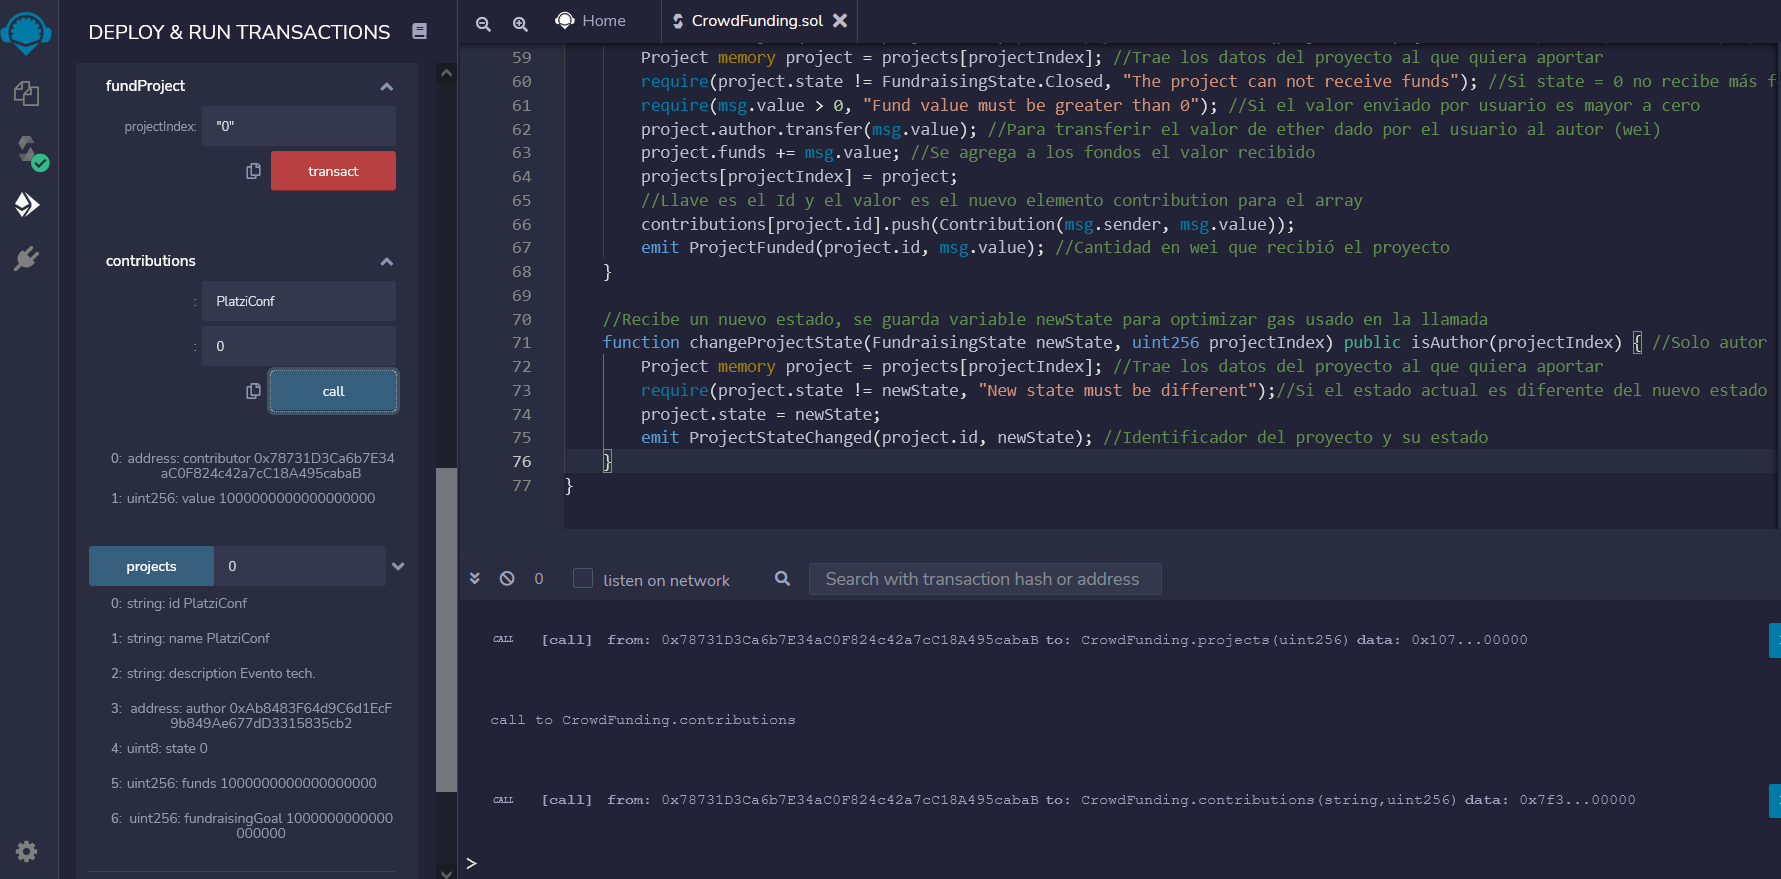 DEPLOY & RUN TRANSACTIONS
fundProject
projectIndex: "0"
transact
contributions
: PlatziConf
: 0
call
0: address: contributor 0x78731D3Ca6b7E34
aC0F824c42a7cC18A495cabaB
1: uint256: value 1000000000000000000
projects 0
0: string: id PlatziConf
1: string: name PlatziConf
2: string: description Evento tech.
3: address: author 0xAb8483F64d9C6d1EcF
9b849Ae677dD3315835cb2
4: uint8: state 0
5: uint256: funds 1000000000000000000
6: uint256: fundraisingGoal 1000000000000
000000
Home
CrowdFunding.sol
59 Project memory project = projects[projectIndex]; //Trae los datos del proyecto al que quiera aportar
60 require(project.state != FundraisingState.Closed, "The project can not receive funds"); //Si state = 0 no recibe más f
61 require(msg.value > 0, "Fund value must be greater than 0"); //Si el valor enviado por usuario es mayor a cero
62 project.author.transfer(msg.value); //Para transferir el valor de ether dado por el usuario al autor (wei)
63 project.funds += msg.value; //Se agrega a los fondos el valor recibido
64 projects[projectIndex] = project;
65 //Llave es el Id y el valor es el nuevo elemento contribution para el array
66 contributions[project.id].push(Contribution(msg.sender, msg.value));
67 emit ProjectFunded(project.id, msg.value); //Cantidad en wei que recibió el proyecto
68 }
69
70 //Recibe un nuevo estado, se guarda variable newState para optimizar gas usado en la llamada
71 function changeProjectState(FundraisingState newState, uint256 projectIndex) public isAuthor(projectIndex) { //Solo autor
72 Project memory project = projects[projectIndex]; //Trae los datos del proyecto al que quiera aportar
73 require(project.state != newState, "New state must be different");//Si el estado actual es diferente del nuevo estado
74 project.state = newState;
75 emit ProjectStateChanged(project.id, newState); //Identificador del proyecto y su estado
76 }
77 }
0 listen on network Search with transaction hash or address
CALL [call] from: 0x78731D3Ca6b7E34aC0F824c42a7cC18A495cabaB to: CrowdFunding.projects(uint256) data: 0x107...00000
call to CrowdFunding.contributions
CALL [call] from: 0x78731D3Ca6b7E34aC0F824c42a7cC18A495cabaB to: CrowdFunding.contributions(string,uint256) data: 0x7f3...00000
>